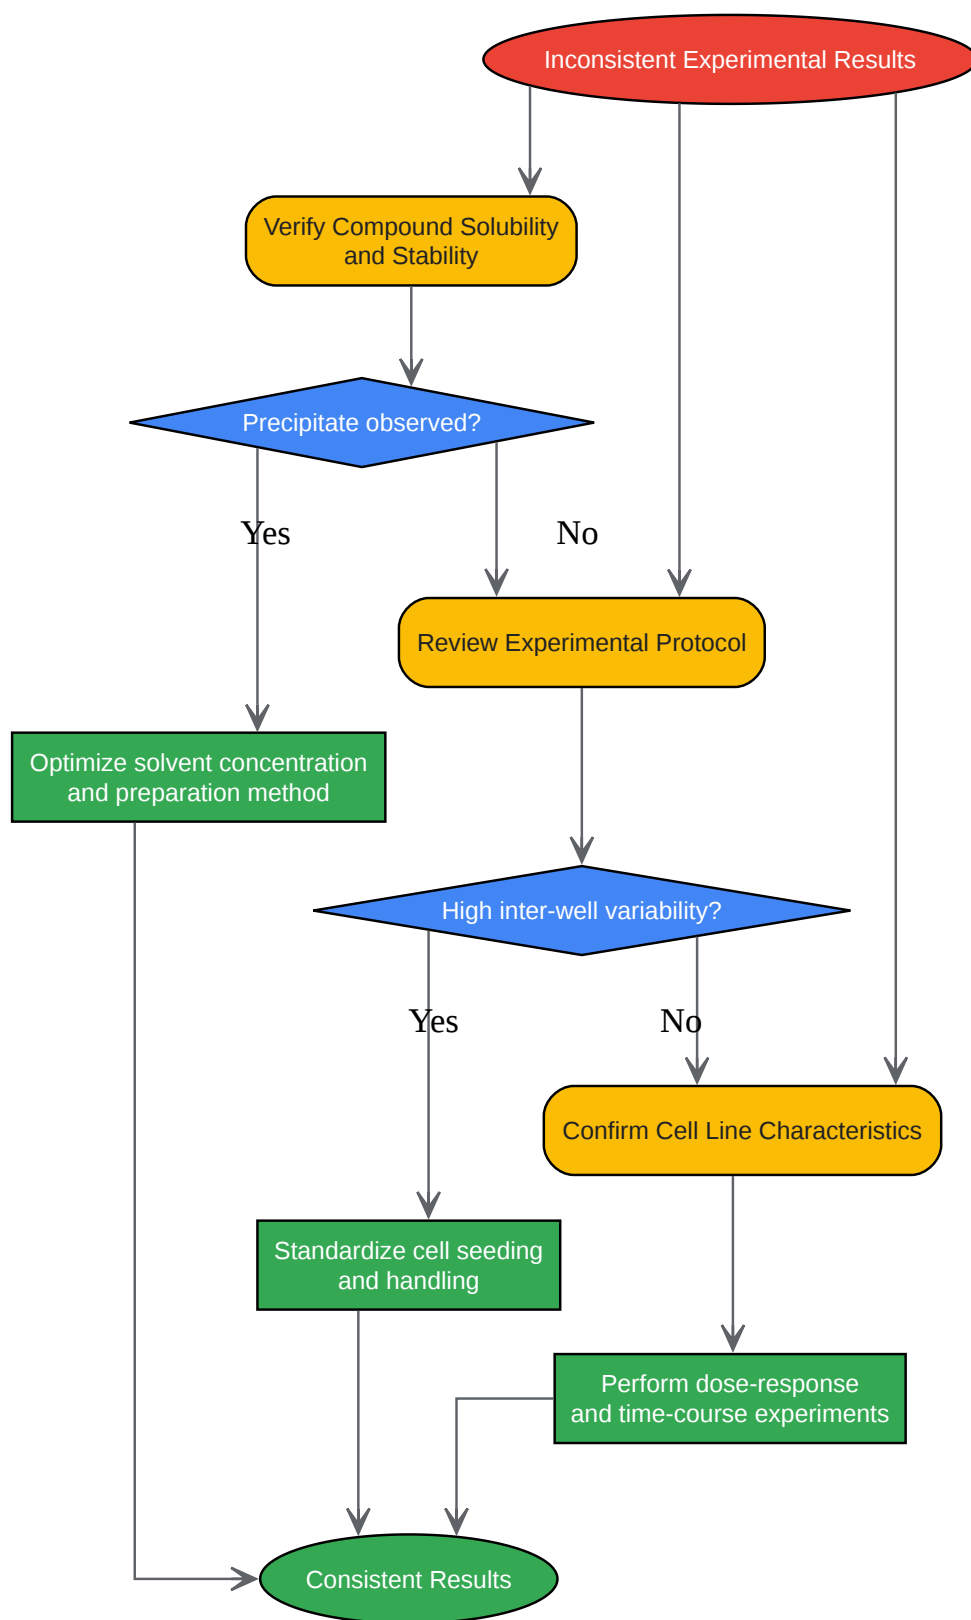 Inconsistent Experimental Results
Verify Compound Solubility
and Stability
Precipitate observed?
Yes
No
Review Experimental Protocol
Optimize solvent concentration
and preparation method
High inter-well variability?
Yes
No
Confirm Cell Line Characteristics
Standardize cell seeding
and handling
Perform dose-response
and time-course experiments
Consistent Results